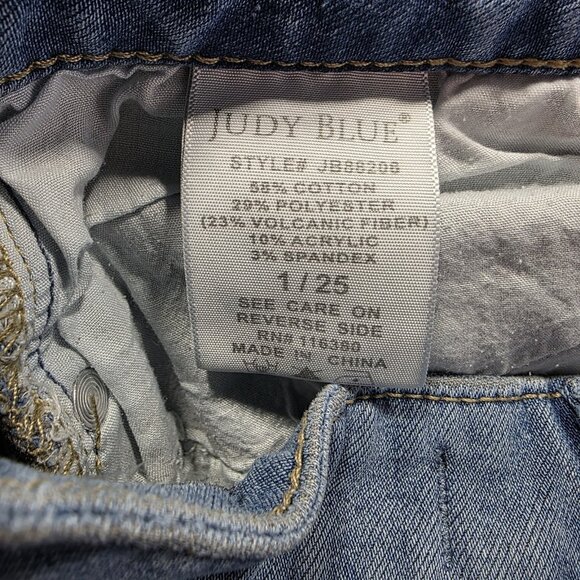 JUDY BLUE®
STYLE# JB88206
58% COTTON
29% POLYESTER
(23% VOLCANIC FIBER)
10% ACRYLIC
3% SPANDEX
1 / 25
SEE CARE ON
REVERSE SIDE
RN# 116380
MADE IN CHINA